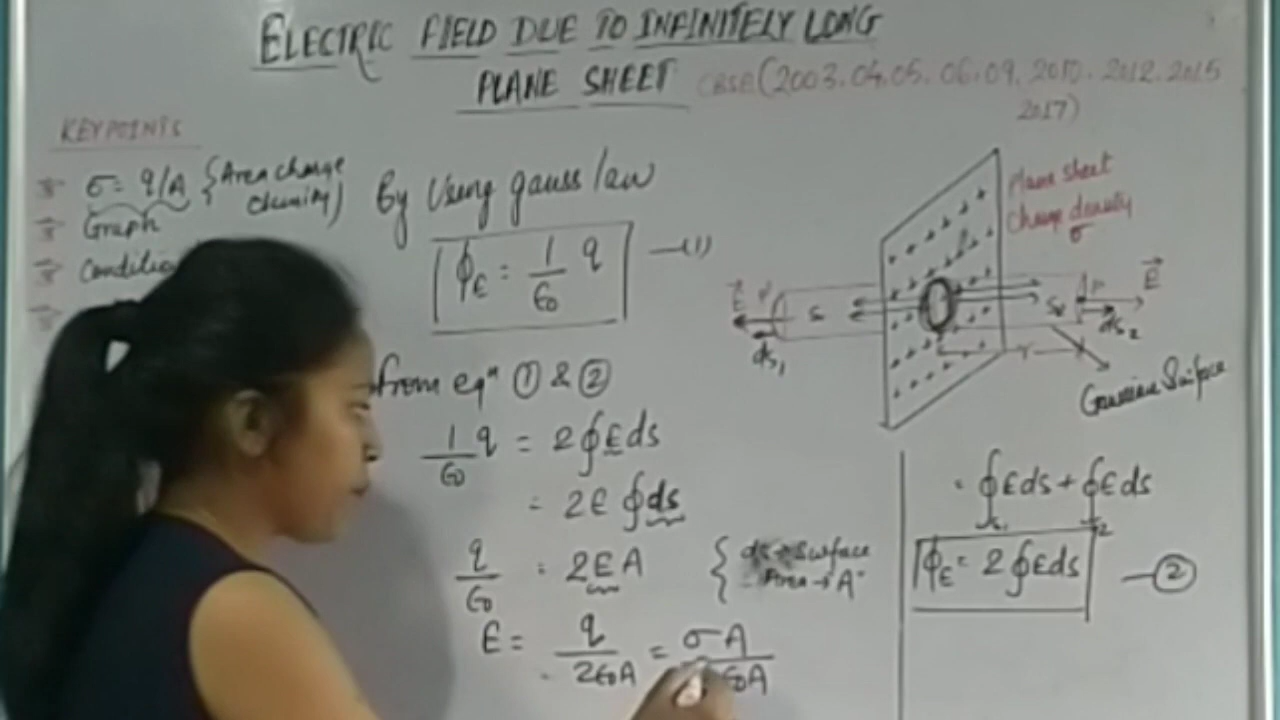 ELECTRIC FIELD DUE TO INFINITELY LONG
PLANE SHEET CBSE (2003.04.05.06.09.2010.2012.2015
2017)
KEYPOINTS
σ = q/A {Area charge
density}
Graph
By Using gauss law
ϕE = 1/ε0 q —(1)
from eqⁿ ① & ②
1/ε0 q = 2∮Eds
= 2E∮ds
q/ε0 = 2EA { ds → Surface
Area → "A"
E = q/2ε0A = σA/ε0A
Plane sheet
charge density
σ
E⃗ P S S P E⃗
ds1 r ds2
Gaussian Surface
= ∮Eds + ∮Eds
S1 S2
ϕE = 2∮Eds —②